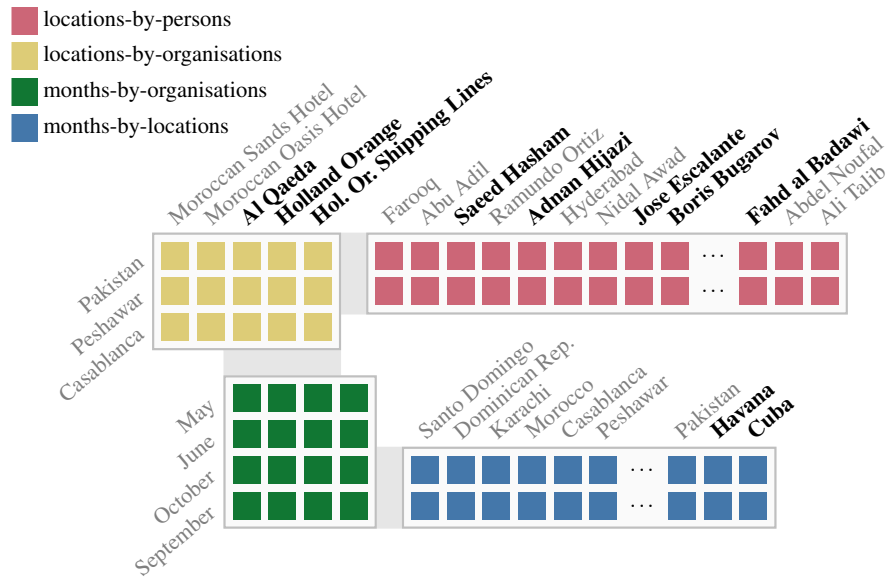 locations-by-persons
locations-by-organisations
months-by-organisations
months-by-locations
Moroccan Sands Hotel
Moroccan Oasis Hotel
Al Qaeda
Holland Orange
Hol. Or. Shipping Lines
Farooq
Abu Adil
Saeed Hasham
Ramundo Ortiz
Adnan Hijazi
Hyderabad
Nidal Awad
Jose Escalante
Boris Bugarov
Fahd al Badawi
Abdel Noufal
Ali Talib
Pakistan
Peshawar
Casablanca
...
...
Santo Domingo
Dominican Rep.
Karachi
Morocco
Casablanca
Peshawar
Pakistan
Havana
Cuba
May
June
October
September
...
...